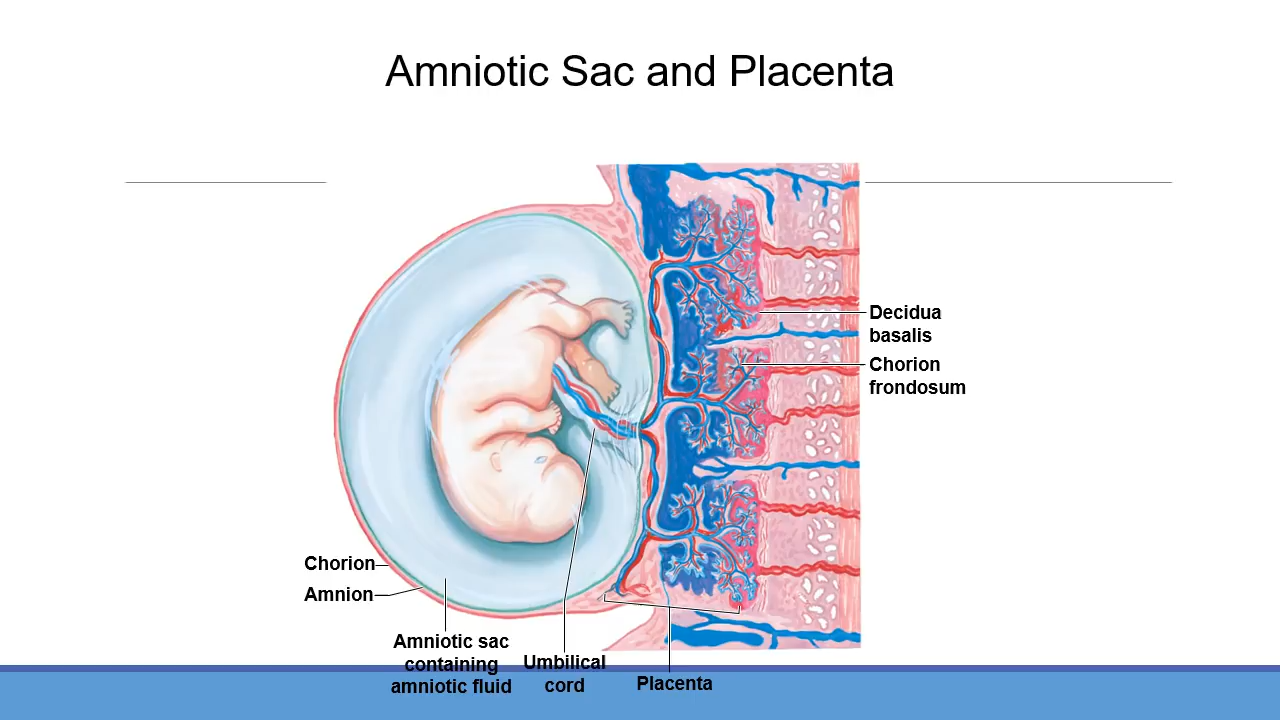 Amniotic Sac and Placenta
Decidua
basalis
Chorion
frondosum
Chorion
Amnion
Amniotic sac
containing
amniotic fluid
Umbilical
cord
Placenta